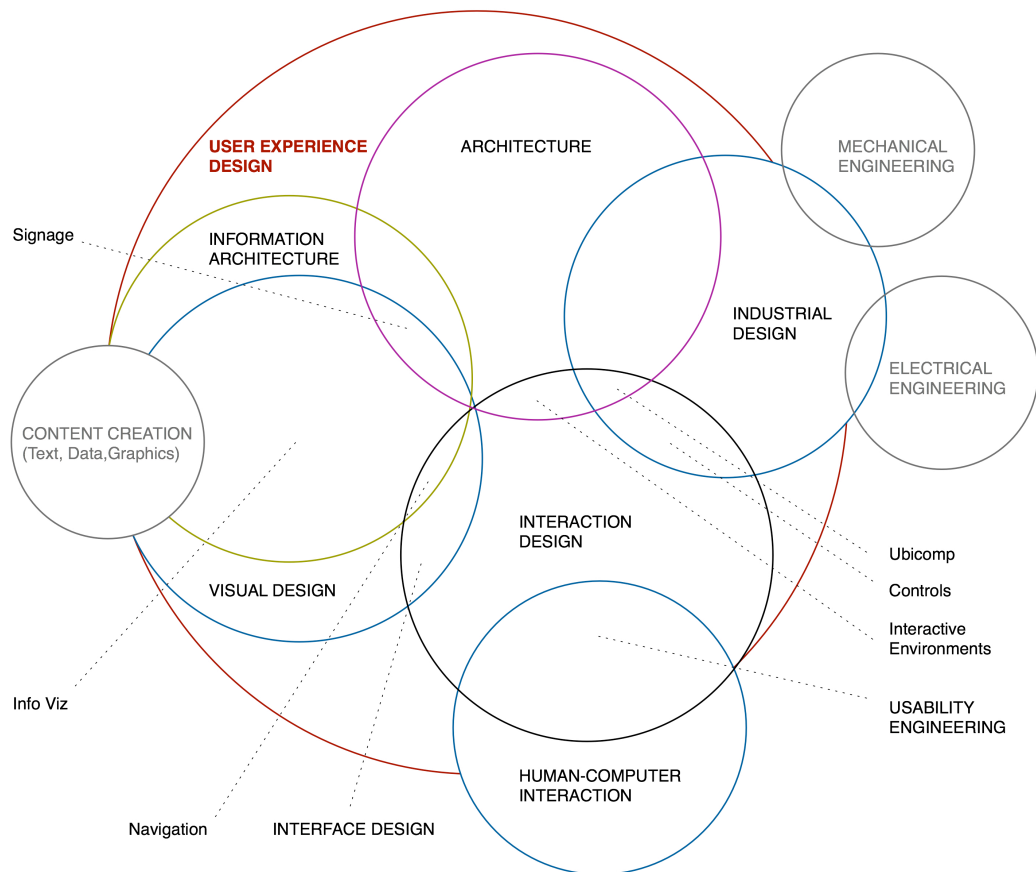 USER EXPERIENCE
DESIGN
ARCHITECTURE
MECHANICAL
ENGINEERING
Signage
INFORMATION
ARCHITECTURE
INDUSTRIAL
DESIGN
ELECTRICAL
ENGINEERING
CONTENT CREATION
(Text, Data,Graphics)
INTERACTION
DESIGN
Ubicomp
VISUAL DESIGN
Controls
Interactive
Environments
Info Viz
USABILITY
ENGINEERING
HUMAN-COMPUTER
INTERACTION
Navigation
INTERFACE DESIGN